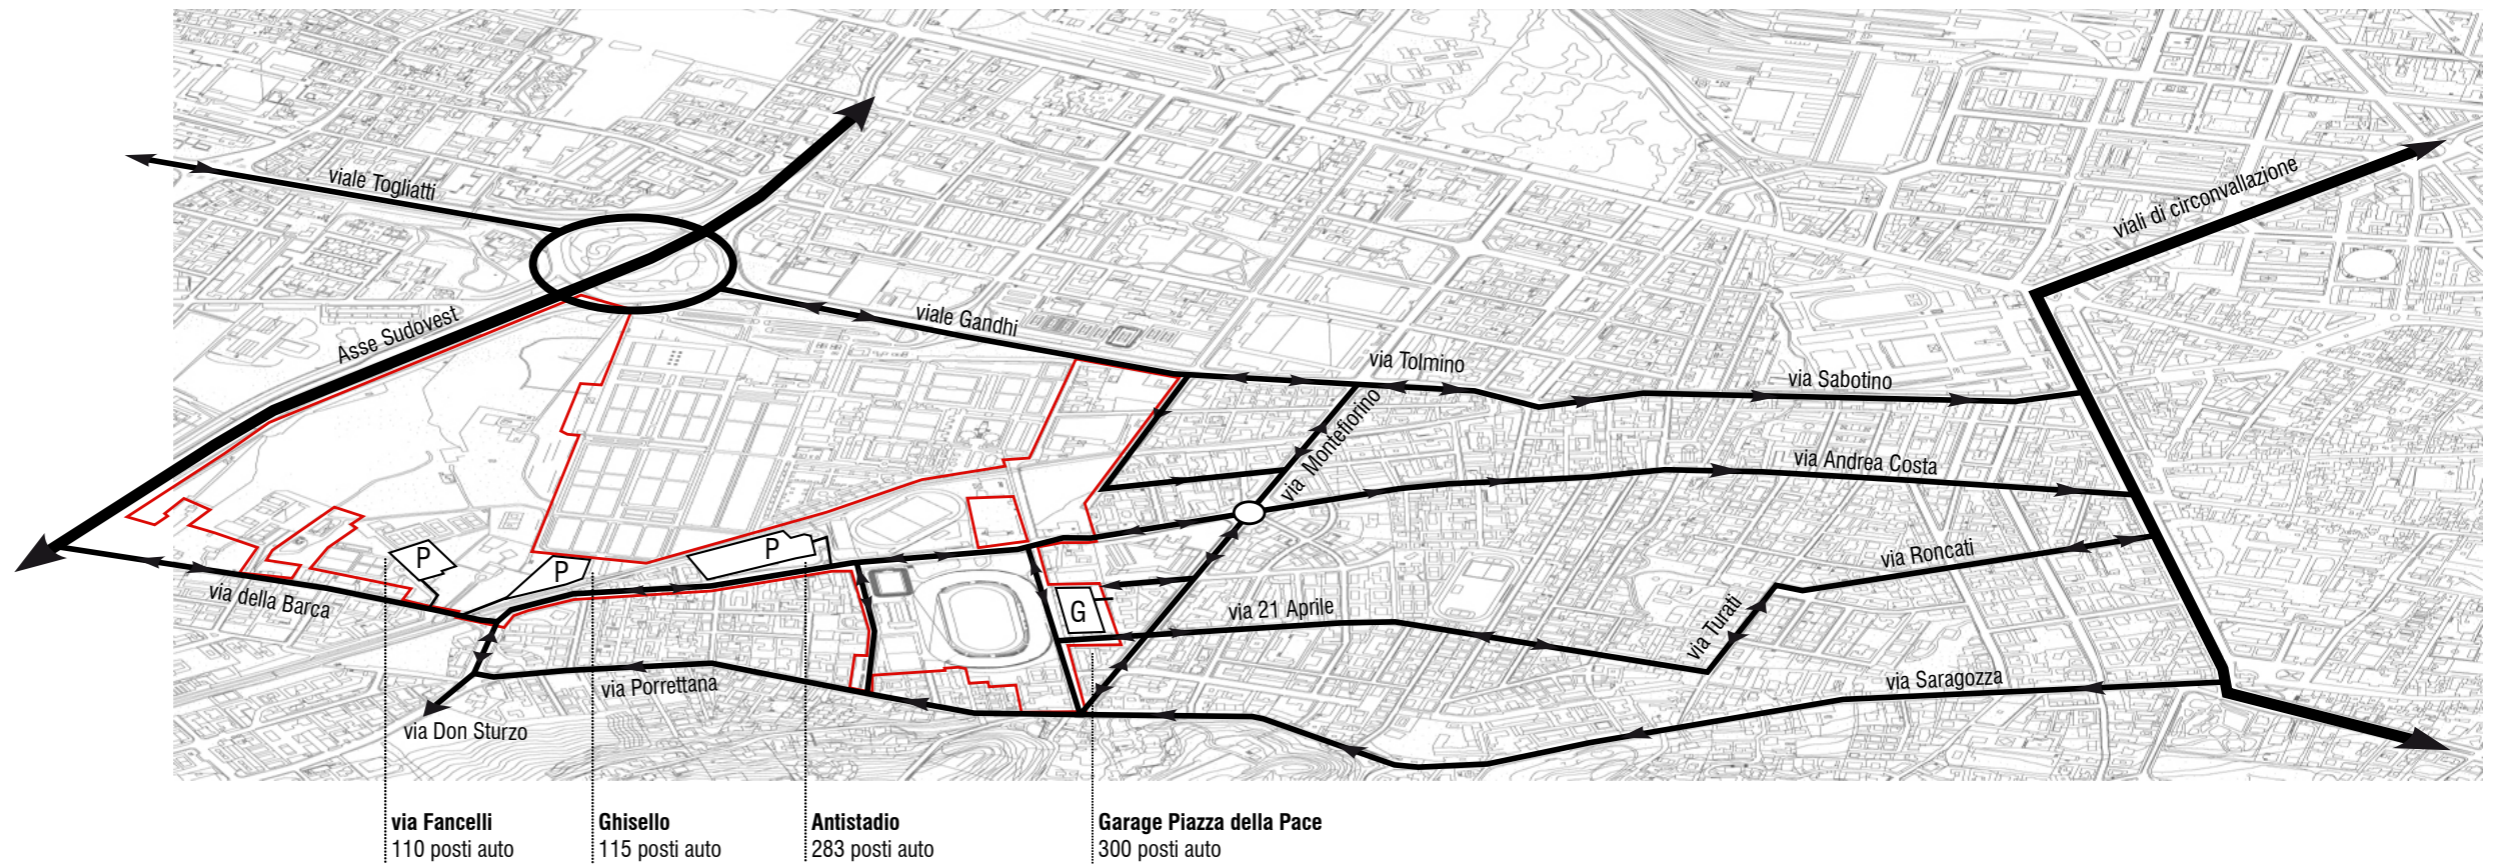 viale Togliatti
viali di circonvallazione
Asse Sudovest
viale Gandhi
via Tolmino
via Sabotino
via Montefiorino
via Andrea Costa
P
P
P
via Roncati
via della Barca
G
via 21 Aprile
via Turati
via Porrettana
via Saragozza
via Don Sturzo
via Fancelli
110 posti auto
Ghisello
115 posti auto
Antistadio
283 posti auto
Garage Piazza della Pace
300 posti auto